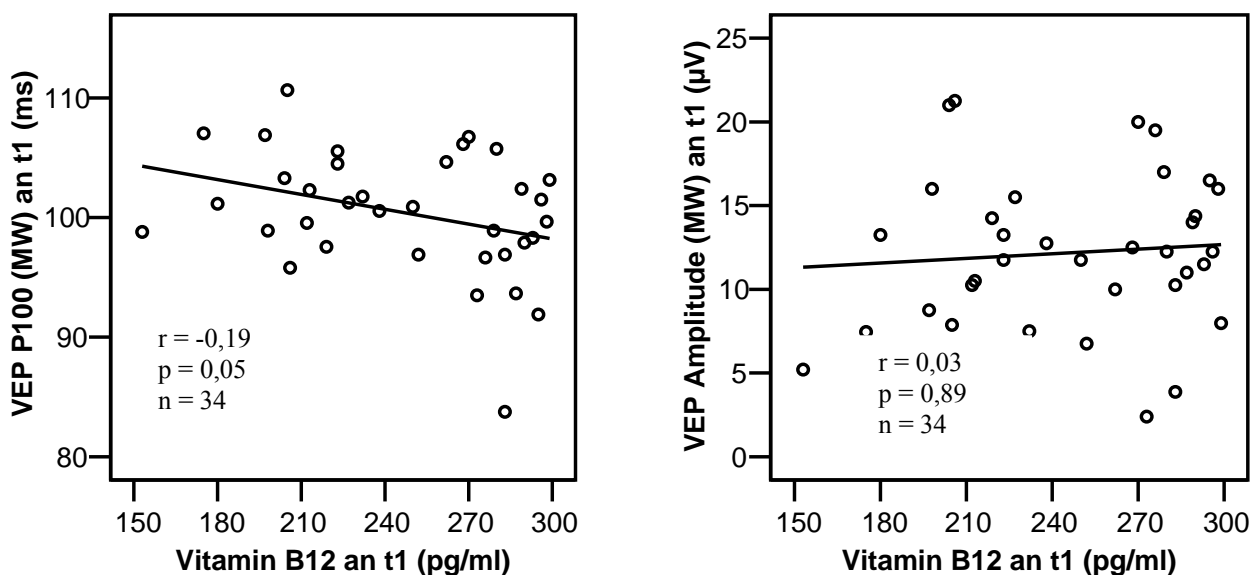 VEP P100 (MW) an t1 (ms)
110
100
90
80
r = -0,19
p = 0,05
n = 34
150 180 210 240 270 300
Vitamin B12 an t1 (pg/ml)
VEP Amplitude (MW) an t1 (µV)
25
20
15
10
5
0
r = 0,03
p = 0,89
n = 34
150 180 210 240 270 300
Vitamin B12 an t1 (pg/ml)